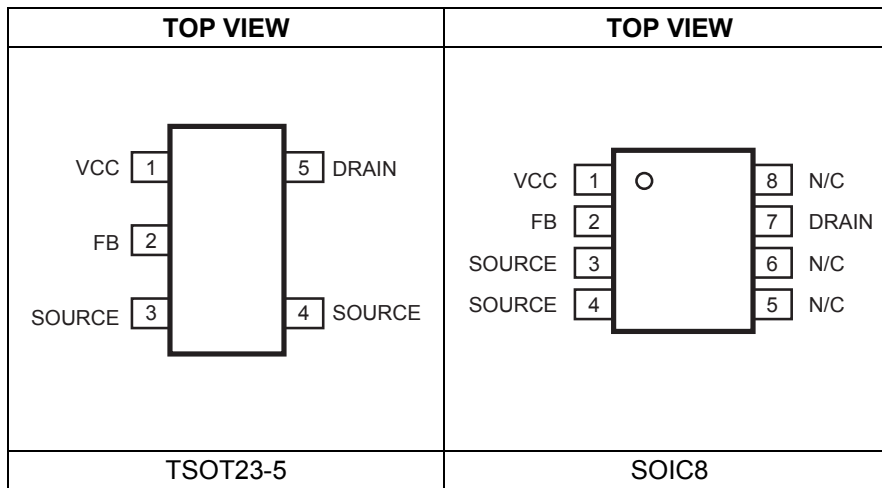 TOP VIEW
TOP VIEW
VCC 1
5 DRAIN
FB 2
SOURCE 3
4 SOURCE
VCC 1
8 N/C
FB 2
7 DRAIN
SOURCE 3
6 N/C
SOURCE 4
5 N/C
TSOT23-5
SOIC8